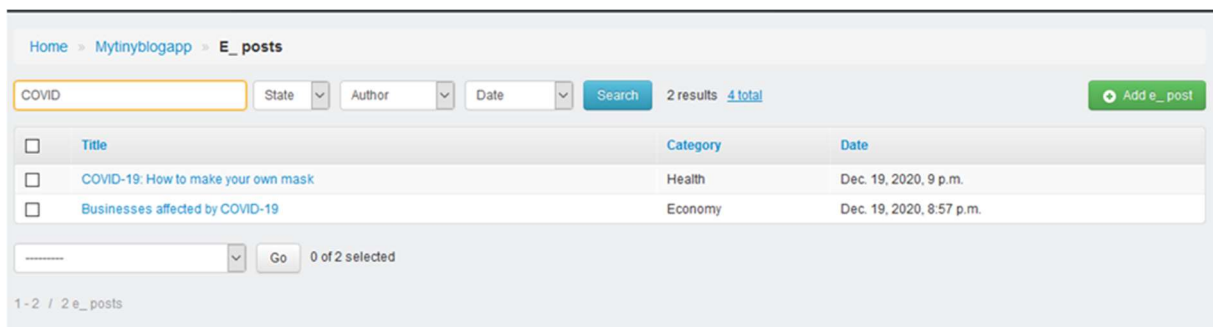 Home » Mytinyblogapp » E_ posts
COVID State Author Date Search 2 results 4 total Add e_ post
Title Category Date
COVID-19: How to make your own mask Health Dec. 19, 2020, 9 p.m.
Businesses affected by COVID-19 Economy Dec. 19, 2020, 8:57 p.m.
--------- Go 0 of 2 selected
1 - 2 / 2 e_ posts